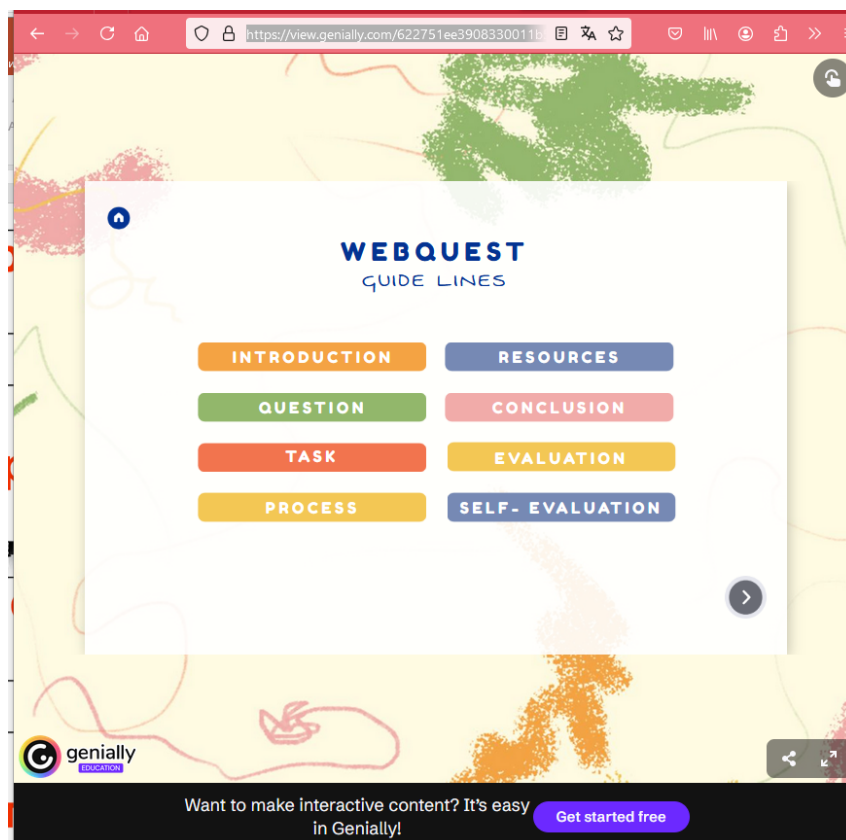 https://view.genially.com/622751ee3908330011b
WEBQUEST
GUIDE LINES
INTRODUCTION
RESOURCES
QUESTION
CONCLUSION
TASK
EVALUATION
PROCESS
SELF- EVALUATION
genially
EDUCATION
Want to make interactive content? It's easy
in Genially!
Get started free